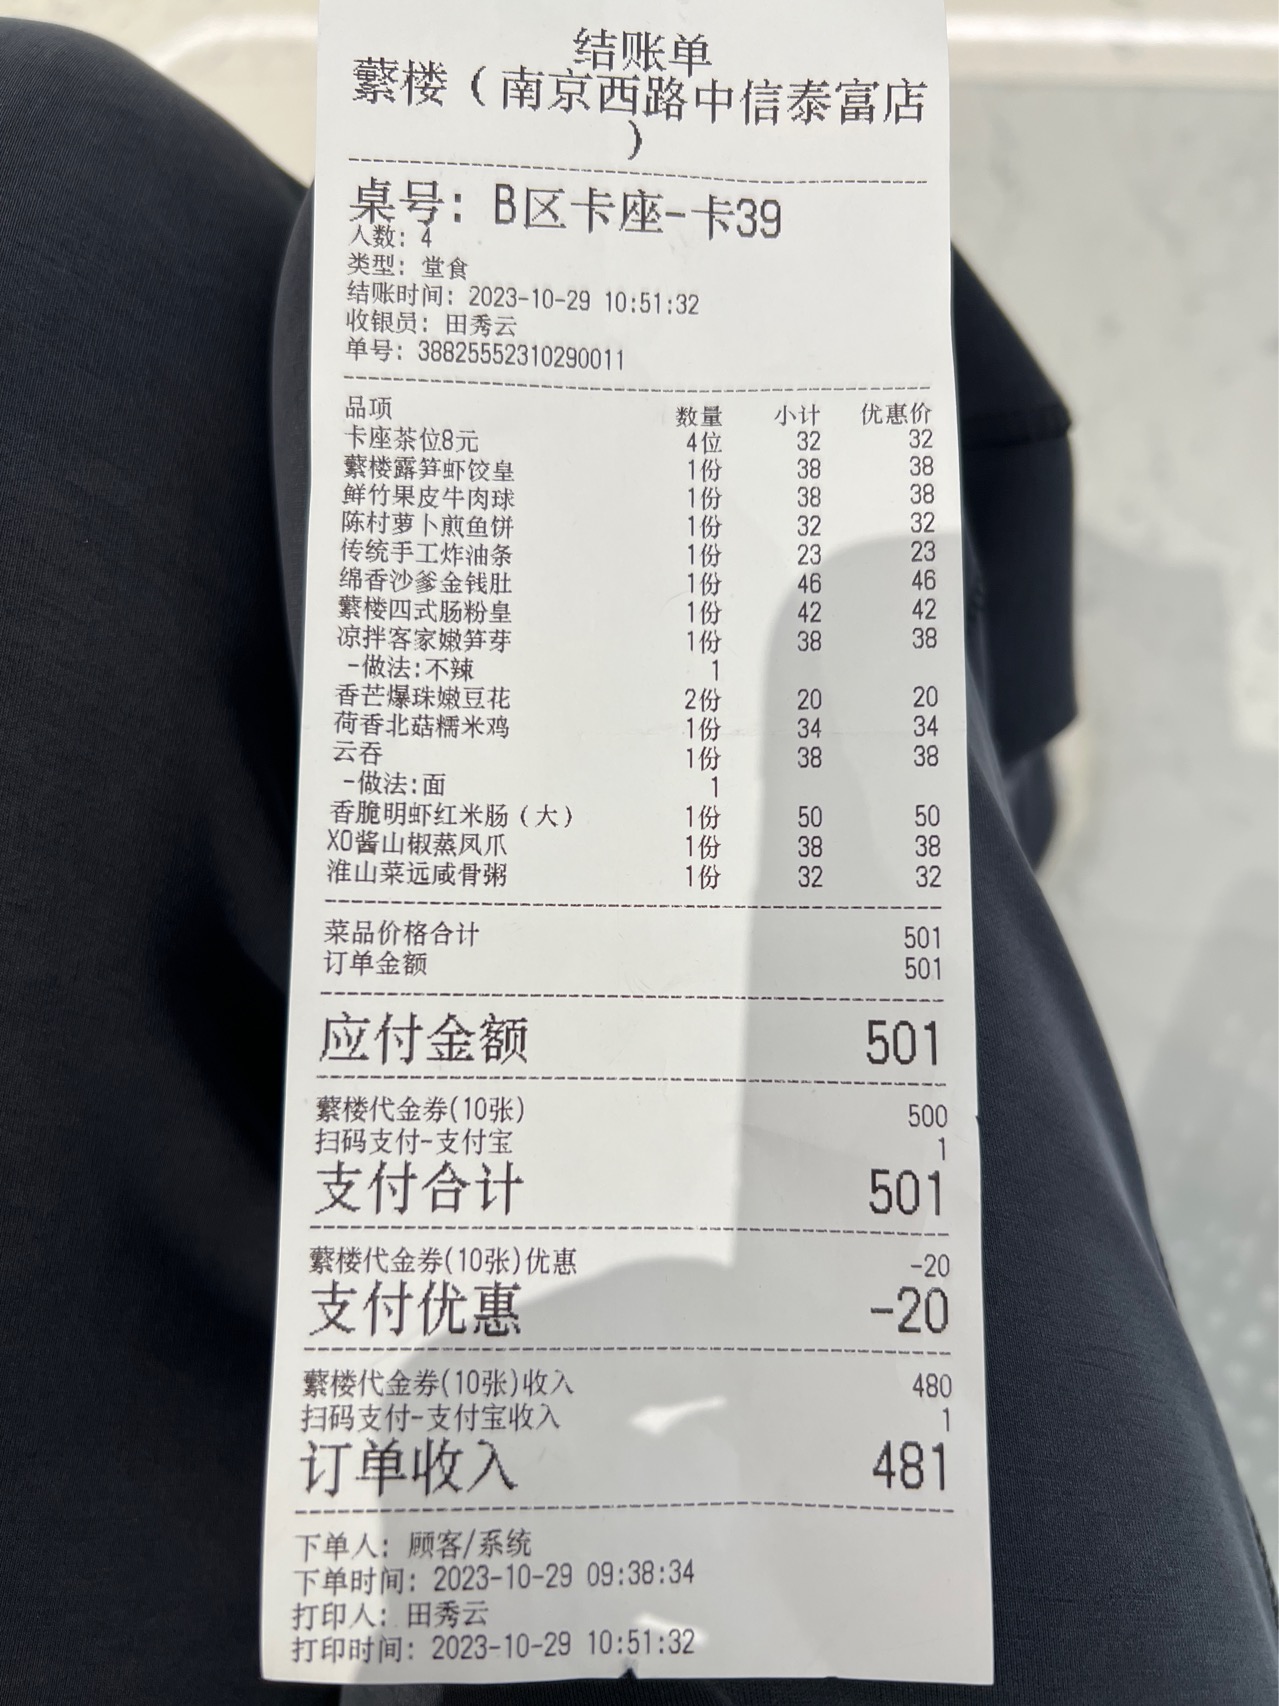 结账单
蘩楼（南京西路中信泰富店
）
桌号: B区卡座-卡39
人数: 4
类型: 堂食
结账时间: 2023-10-29 10:51:32
收银员: 田秀云
单号: 38825552310290011
品项 数量 小计 优惠价
卡座茶位8元 4位 32 32
蘩楼露笋虾饺皇 1份 38 38
鲜竹果皮牛肉球 1份 38 38
陈村萝卜煎鱼饼 1份 32 32
传统手工炸油条 1份 23 23
绵香沙爹金钱肚 1份 46 46
蘩楼四式肠粉皇 1份 42 42
凉拌客家嫩笋芽 1份 38 38
-做法:不辣 1
香芒爆珠嫩豆花 2份 20 20
荷香北菇糯米鸡 1份 34 34
云吞 1份 38 38
-做法:面 1
香脆明虾红米肠（大） 1份 50 50
XO酱山椒蒸凤爪 1份 38 38
淮山菜远咸骨粥 1份 32 32
菜品价格合计 501
订单金额 501
应付金额 501
蘩楼代金券(10张) 500
扫码支付-支付宝 1
支付合计 501
蘩楼代金券(10张)优惠 -20
支付优惠 -20
蘩楼代金券(10张)收入 480
扫码支付-支付宝收入 1
订单收入 481
下单人: 顾客/系统
下单时间: 2023-10-29 09:38:34
打印人: 田秀云
打印时间: 2023-10-29 10:51:32